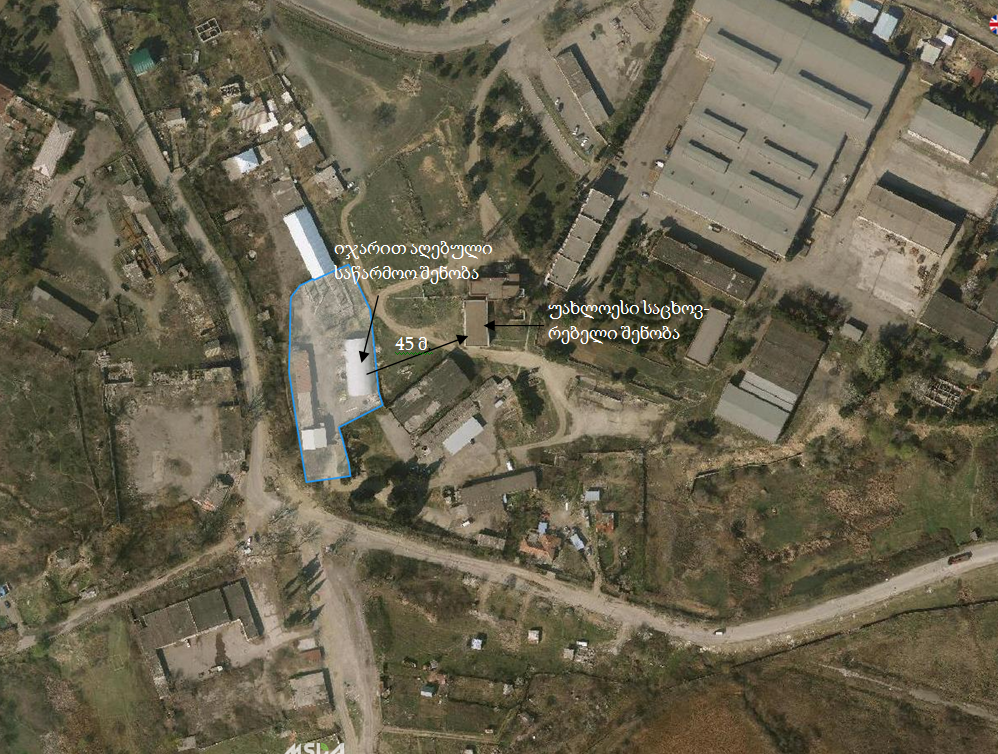 იჯარით აღებული
საწარმოო შენობა
უახლოესი საცხოვ-
რებელი შენობა
45 მ